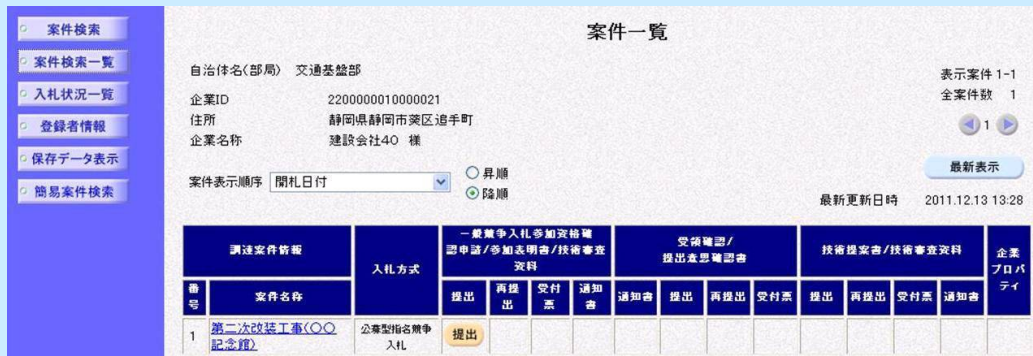 案件検索
案件検索一覧
入札状況一覧
登録者情報
保存データ表示
簡易案件検索
案件一覧
自治体名(部局) 交通基盤部
表示案件 1-1
全案件数 1
企業ID 2200000010000021
住所 静岡県静岡市葵区追手町
企業名称 建設会社40 様
1
案件表示順序 開札日付
昇順
降順
最新表示
最新更新日時 2011.12.13 13:28
調達案件情報
入札方式
一般競争入札参加資格確
認申請/参加表明書/技術審査
資料
受領確認/
提出意思確認書
技術提案書/技術審査資料
企業
プロパ
ティ
番
号
案件名称
提出
再提
出
受付
票
通知
書
通知書
提出
再提出
受付票
提出
再提出
受付票
通知書
1
第二次改装工事(〇〇
記念館)
公募型指名競争
入札
提出